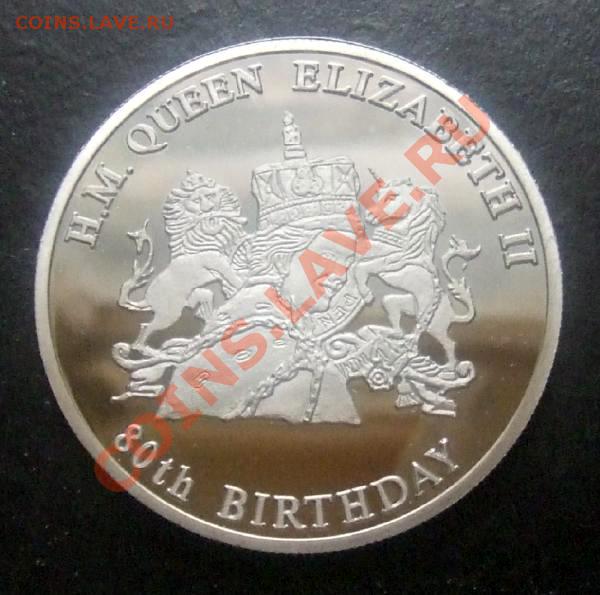 COINS.LAVE.RU
H.M. QUEEN ELIZABETH II
COINS.LAVE.RU
80th BIRTHDAY